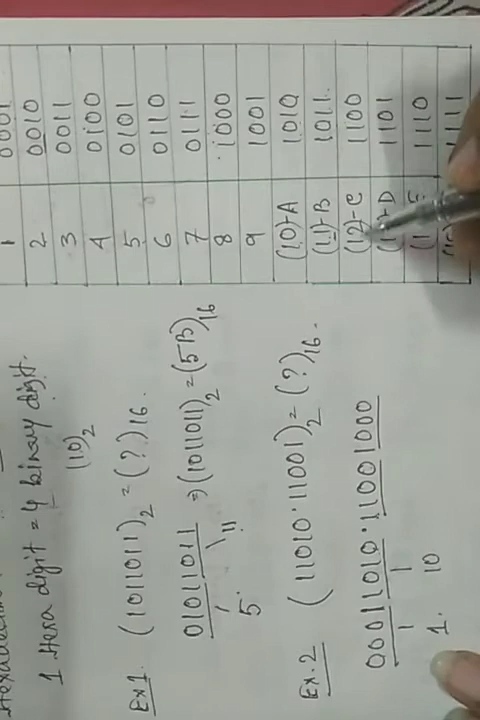 1 Hexa digit = 4 binary digit.
(10)2
Ex1. (1011011)2 = (?)16.
01011011 ⇒ (1011011)2 = (5B)16
5. 11
Ex.2 (11010.11001)2 = (?)16.
00011010.11001000
1. 10
1 0001
2 0010
3 0011
4 0100
5 0101
6 0110
7 0111
8 1000
9 1001
(10)-A 1010
(11)-B 1011
(12)-C 1100
D 1101
1110
1111